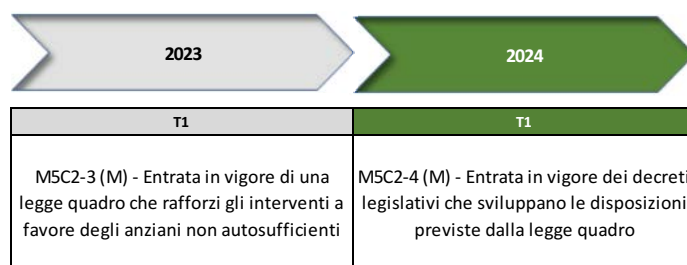 2023
2024
T1
T1
M5C2-3 (M) - Entrata in vigore di una
legge quadro che rafforzi gli interventi a
favore degli anziani non autosufficienti
M5C2-4 (M) - Entrata in vigore dei decreti
legislativi che sviluppano le disposizioni
previste dalla legge quadro